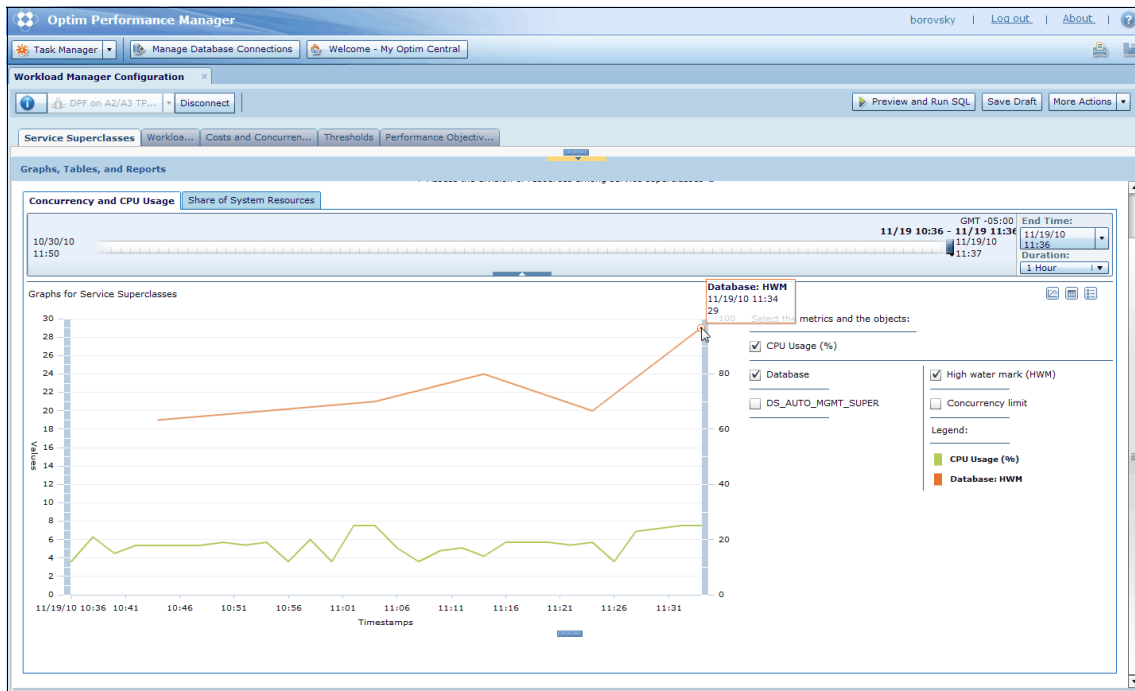 Optim Performance Manager
borovsky | Log out | About | ?
Task Manager Manage Database Connections Welcome - My Optim Central
Workload Manager Configuration ×
DPF on A2/A3 TP... Disconnect Preview and Run SQL Save Draft More Actions
Service Superclasses Workloa... Costs and Concurren... Thresholds Performance Objectiv...
Graphs, Tables, and Reports
Concurrency and CPU Usage Share of System Resources
GMT -05:00
11/19 10:36 - 11/19 11:36
10/30/10
11:50
11/19/10
11:37
End Time:
11/19/10
11:36
Duration:
1 Hour
Graphs for Service Superclasses
Database: HWM
11/19/10 11:34
29
Select the metrics and the objects:
CPU Usage (%)
Database
High water mark (HWM)
DS_AUTO_MGMT_SUPER
Concurrency limit
Legend:
CPU Usage (%)
Database: HWM
30
28
26
24
22
20
18
16
14
12
10
8
6
4
2
0
Values
100
80
60
40
20
0
11/19/10 10:36 10:41 10:46 10:51 10:56 11:01 11:06 11:11 11:16 11:21 11:26 11:31
Timestamps